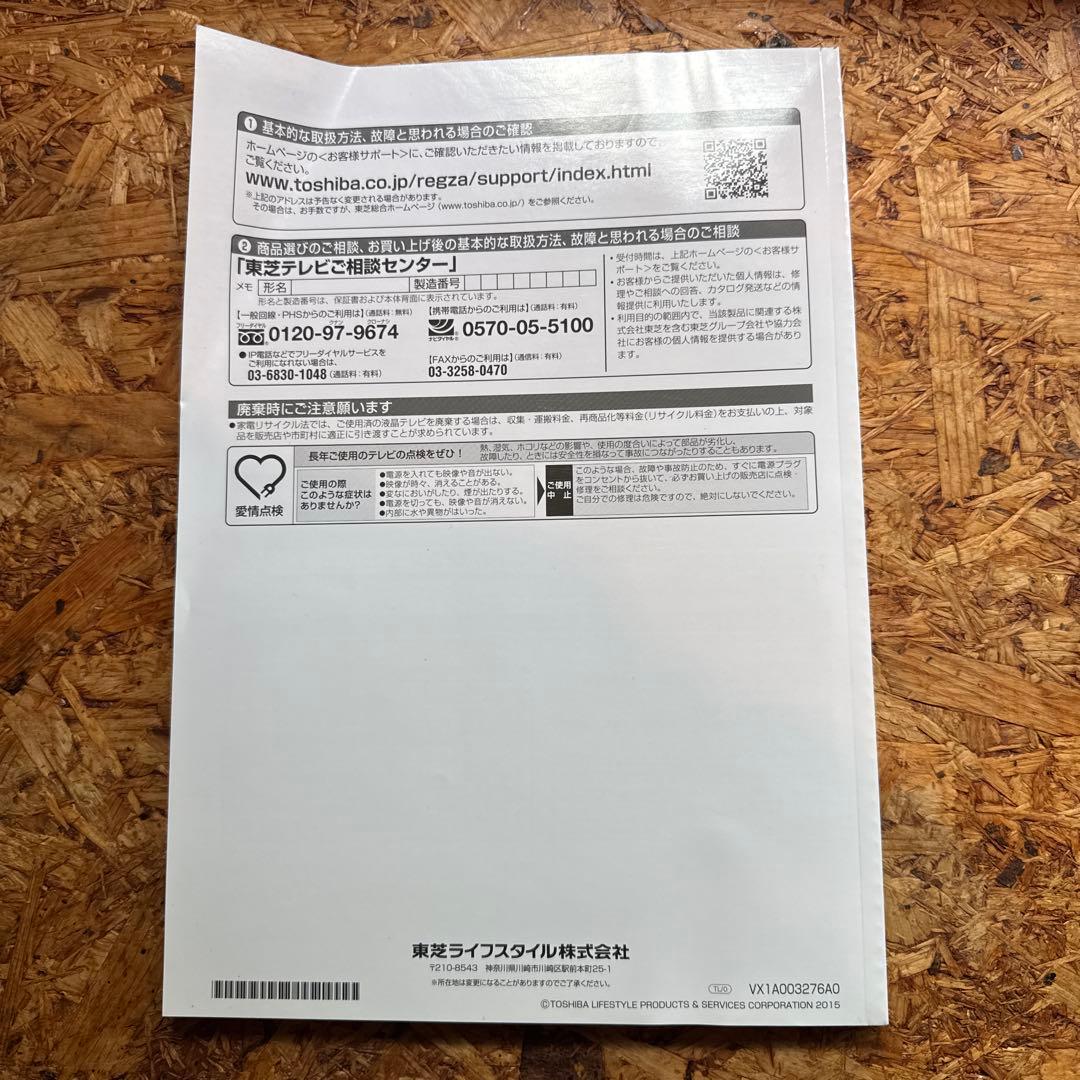 ❶ 基本的な取扱方法、故障と思われる場合のご確認
ホームページの<お客様サポート>に、ご確認いただきたい情報を掲載しておりますので、
ご覧ください。
www.toshiba.co.jp/regza/support/index.html
※上記のアドレスは予告なく変更される場合があります。
その場合は、お手数ですが、東芝総合ホームページ (www.toshiba.co.jp/) をご参照ください。
❷ 商品選びのご相談、お買い上げ後の基本的な取扱方法、故障と思われる場合のご相談
「東芝テレビご相談センター」
メモ 形名 製造番号
形名と製造番号は、保証書および本体背面に表示されています。
【一般回線・PHSからのご利用は】(通話料:無料)
フリーダイヤル 0120-97-9674
クナン クローナシ
●IP電話などでフリーダイヤルサービスを
ご利用になれない場合は、
03-6830-1048 (通話料:有料)
【携帯電話からのご利用は】(通話料:有料)
ナビダイヤル 0570-05-5100
【FAXからのご利用は】(通信料:有料)
03-3258-0470
・受付時間は、上記ホームページの<お客様サ
ポート>をご覧ください。
・お客様からご提供いただいた個人情報は、修
理やご相談への回答、カタログ発送などの情
報提供に利用いたします。
・利用目的の範囲内で、当該製品に関連する株
式会社東芝を含む東芝グループ会社や協力会
社にお客様の個人情報を提供する場合があり
ます。
廃棄時にご注意願います
●家電リサイクル法では、ご使用済の液晶テレビを廃棄する場合は、収集・運搬料金、再商品化等料金(リサイクル料金)をお支払いの上、対象
品を販売店や市町村に適正に引き渡すことが求められています。
愛情点検
長年ご使用のテレビの点検をぜひ!
熱、湿気、ホコリなどの影響や、使用の度合いによって部品が劣化し、
故障したり、ときには安全性を損なって事故につながったりすることもあります。
ご使用の際
このような症状は
ありませんか?
●電源を入れても映像や音が出ない。
●映像が時々、消えることがある。
●変なにおいがしたり、煙が出たりする。
●電源を切っても、映像や音が消えない。
●内部に水や異物がはいった。
ご使用
中 止
このような場合、故障や事故防止のため、すぐに電源プラグ
をコンセントから抜いて、必ずお買い上げの販売店に点検・
修理をご相談ください。
ご自分での修理は危険ですので、絶対にしないでください。
東芝ライフスタイル株式会社
〒210-8543 神奈川県川崎市川崎区駅前本町25-1
※所在地は変更になることがありますのでご了承ください。
TL/O VX1A003276A0
©TOSHIBA LIFESTYLE PRODUCTS & SERVICES CORPORATION 2015